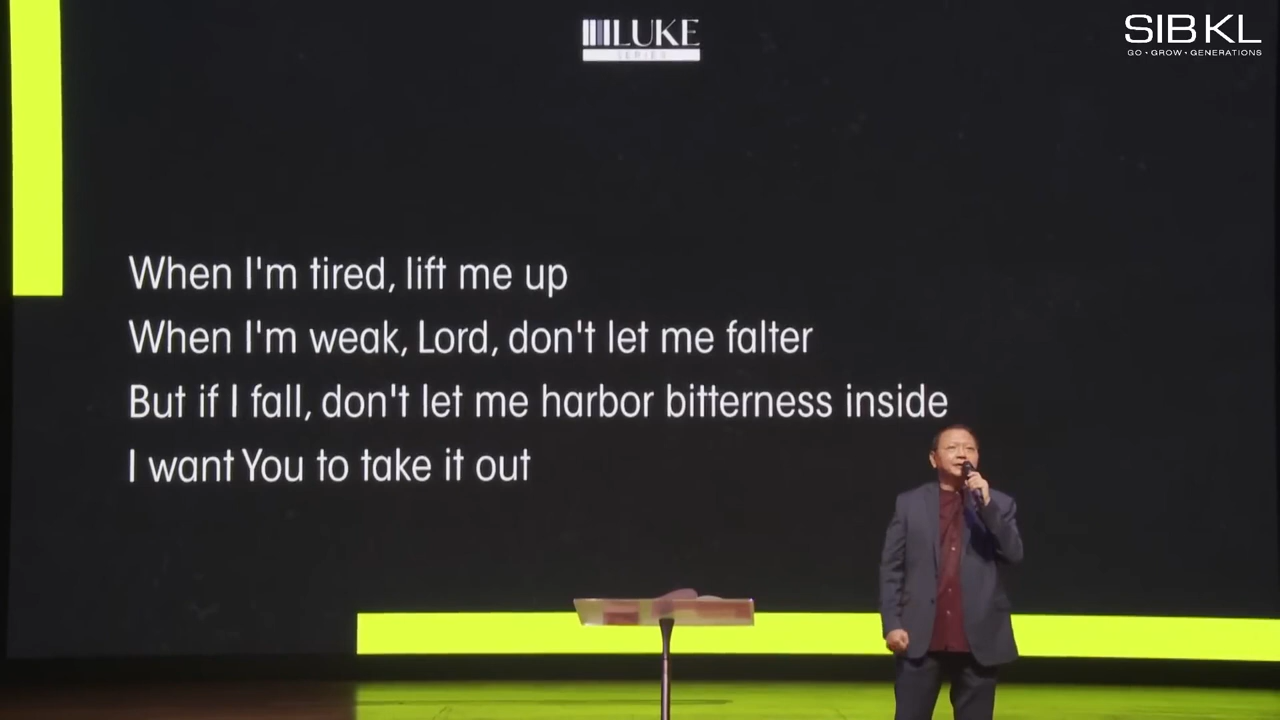 LUKE
SERIES
SIBKL
GO • GROW • GENERATIONS
When I'm tired, lift me up
When I'm weak, Lord, don't let me falter
But if I fall, don't let me harbor bitterness inside
I want You to take it out